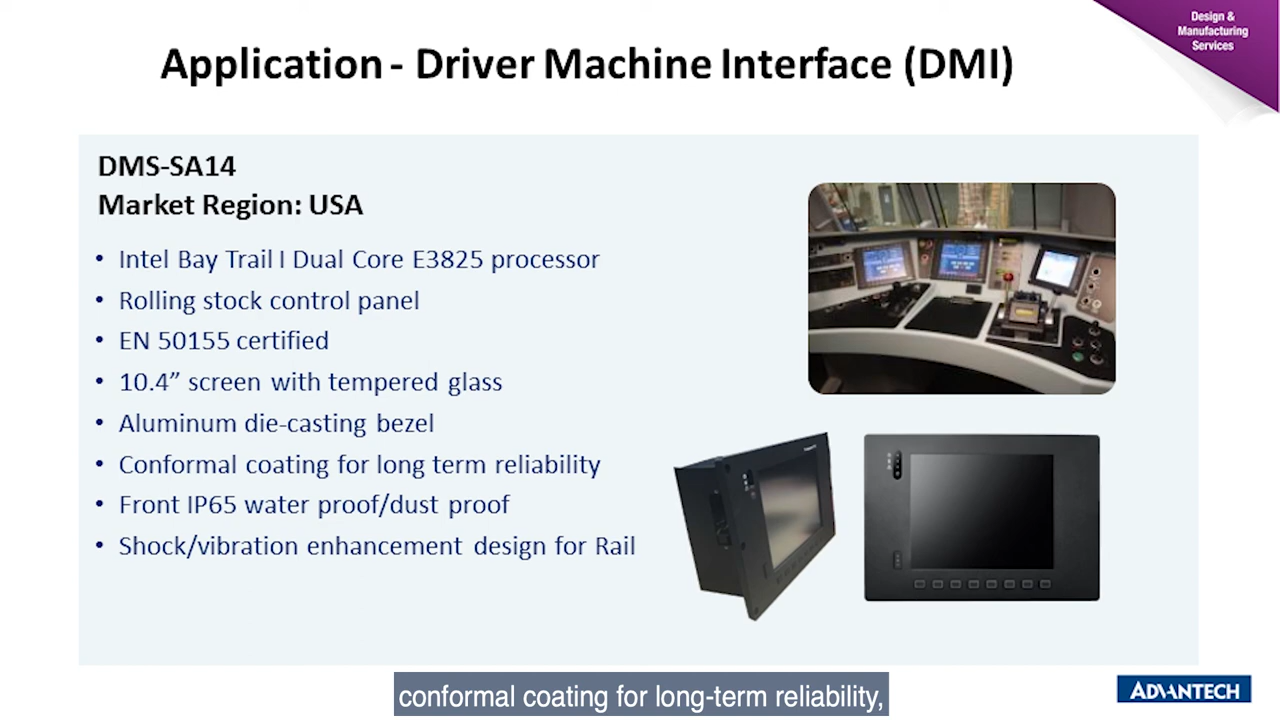 Design &
Manufacturing
Services
Application - Driver Machine Interface (DMI)
DMS-SA14
Market Region: USA
• Intel Bay Trail I Dual Core E3825 processor
• Rolling stock control panel
• EN 50155 certified
• 10.4” screen with tempered glass
• Aluminum die-casting bezel
• Conformal coating for long term reliability
• Front IP65 water proof/dust proof
• Shock/vibration enhancement design for Rail
conformal coating for long-term reliability,
ADVANTECH